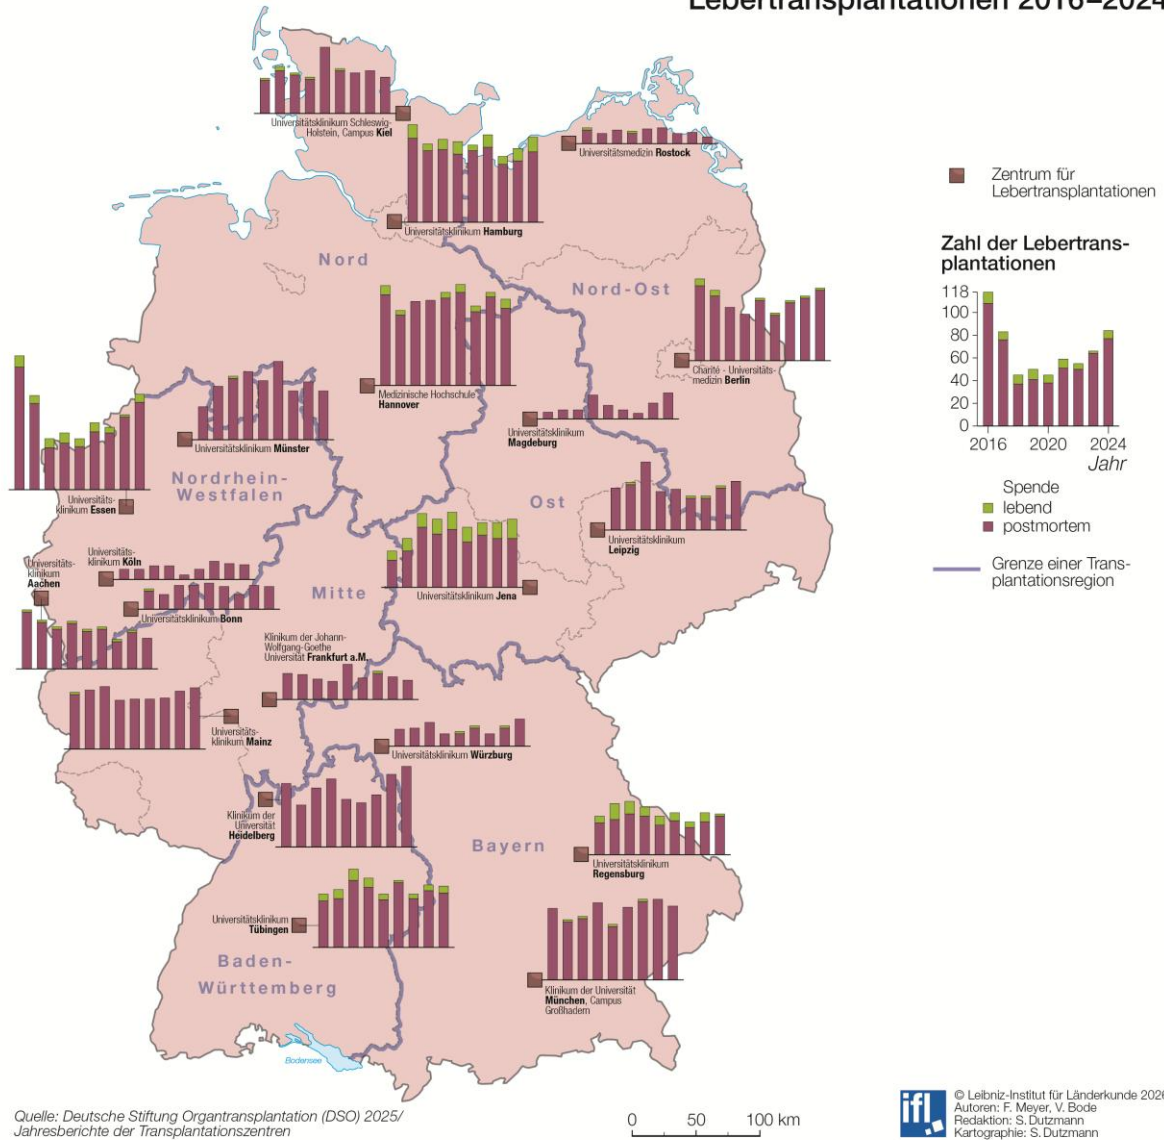 Lebertransplantationen 2016–2024
Universitätsklinikum Schleswig-
Holstein, Campus Kiel
Universitätsmedizin Rostock
Universitätsklinikum Hamburg
Nord
Nord-Ost
Charité - Universitäts-
medizin Berlin
Medizinische Hochschule
Hannover
Universitätsklinikum
Magdeburg
Universitätsklinikum Münster
Nordrhein-
Westfalen
Universitäts-
klinikum Essen
Ost
Universitätsklinikum
Leipzig
Universitäts-
klinikum Köln
Universitäts-
klinikum
Aachen
Universitätsklinikum Bonn
Mitte
Universitätsklinikum Jena
Klinikum der Johann-
Wolfgang-Goethe
Universität Frankfurt a.M.
Universitäts-
klinikum Mainz
Universitätsklinikum Würzburg
Klinikum der
Universität
Heidelberg
Bayern
Universitätsklinikum
Regensburg
Universitätsklinikum
Tübingen
Baden-
Württemberg
Klinikum der Universität
München, Campus
Großhadern
Bodensee
Zentrum für
Lebertransplantationen
Zahl der Lebertrans-
plantationen
118
100
80
60
40
20
0
2016 2020 2024
Jahr
Spende
lebend
postmortem
Grenze einer Trans-
plantationsregion
Quelle: Deutsche Stiftung Organtransplantation (DSO) 2025/
Jahresberichte der Transplantationszentren
0 50 100 km
ifl
© Leibniz-Institut für Länderkunde 2026
Autoren: F. Meyer, V. Bode
Redaktion: S. Dutzmann
Kartographie: S. Dutzmann